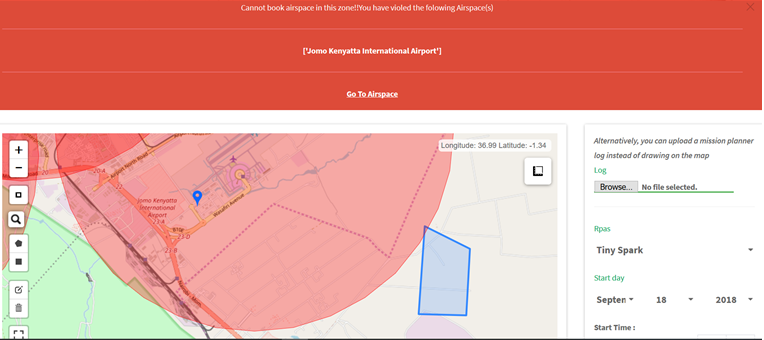 Cannot book airspace in this zone!!You have violed the folowing Airspace(s)
['Jomo Kenyatta International Airport']
Go To Airspace
Longitude: 36.99 Latitude: -1.34
Airport North Road
Jomo Kenyatta
International
Airport
Alternatively, you can upload a mission planner
log instead of drawing on the map
Log
Browse... No file selected.
Rpas
Tiny Spark
Start day
Septen 18 2018
Start Time :